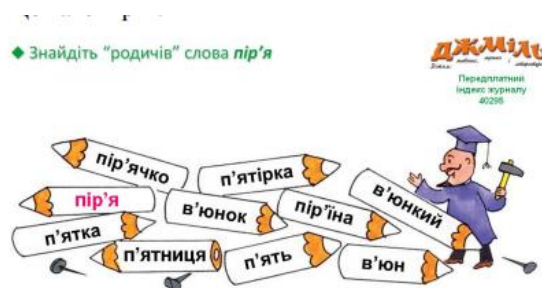 ◆ Знайдіть “родичів” слова пір’я
ДЖМіЛЬ
Передплатний
індекс журналу
40296
пір’ячко
п’ятірка
пір’я
в’юнок
пір’їна
в’юнкий
п’ятка
п’ятниця
п’ять
в’юн